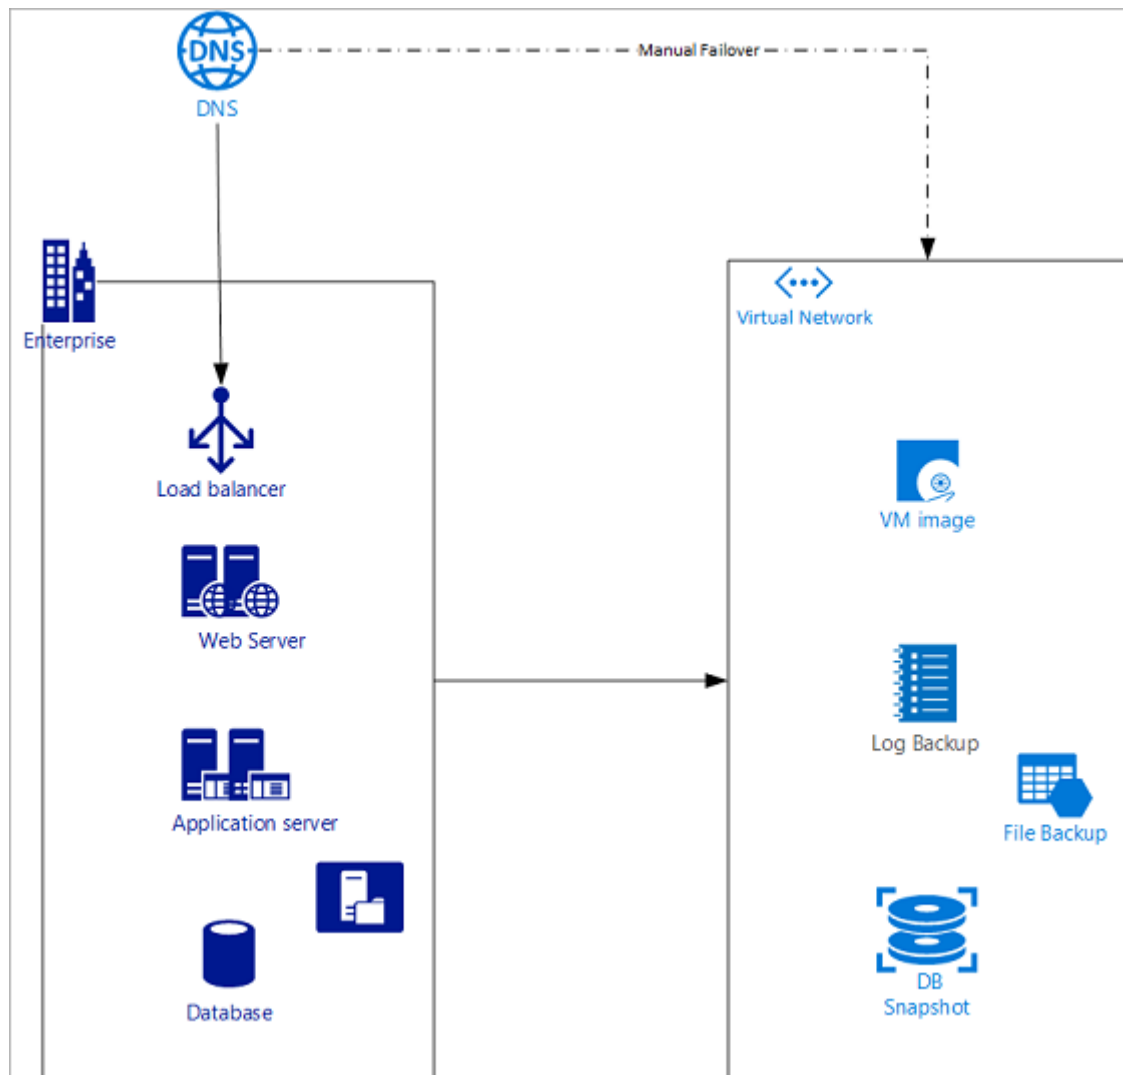 DNS
Manual Failover
DNS
Enterprise
Virtual Network
Load balancer
VM image
Web Server
Log Backup
Application server
File Backup
Database
DB
Snapshot